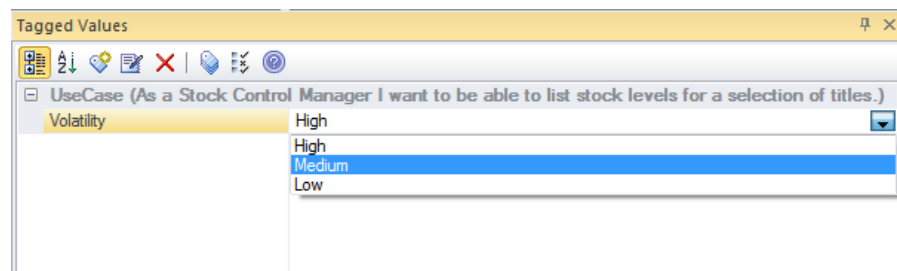 Tagged Values
UseCase (As a Stock Control Manager I want to be able to list stock levels for a selection of titles.)
Volatility High
High
Medium
Low